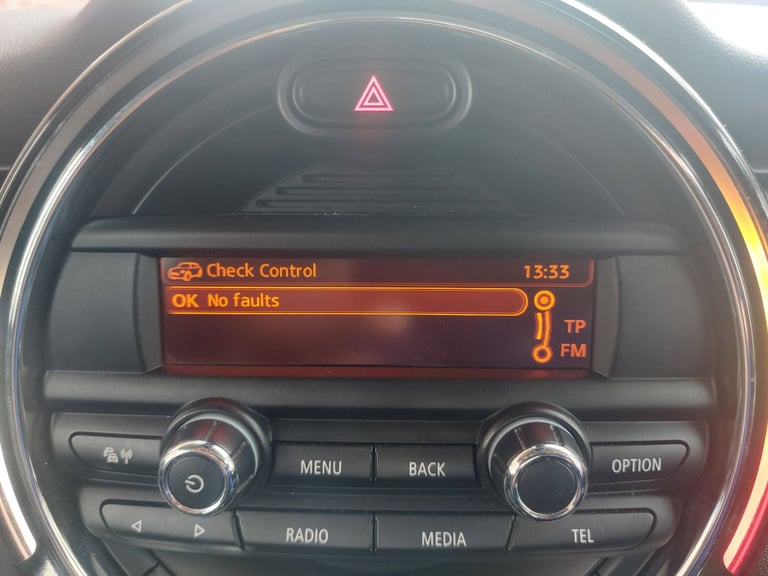 Check Control 13:33
OK No faults
TP
FM
MENU BACK OPTION
RADIO MEDIA TEL